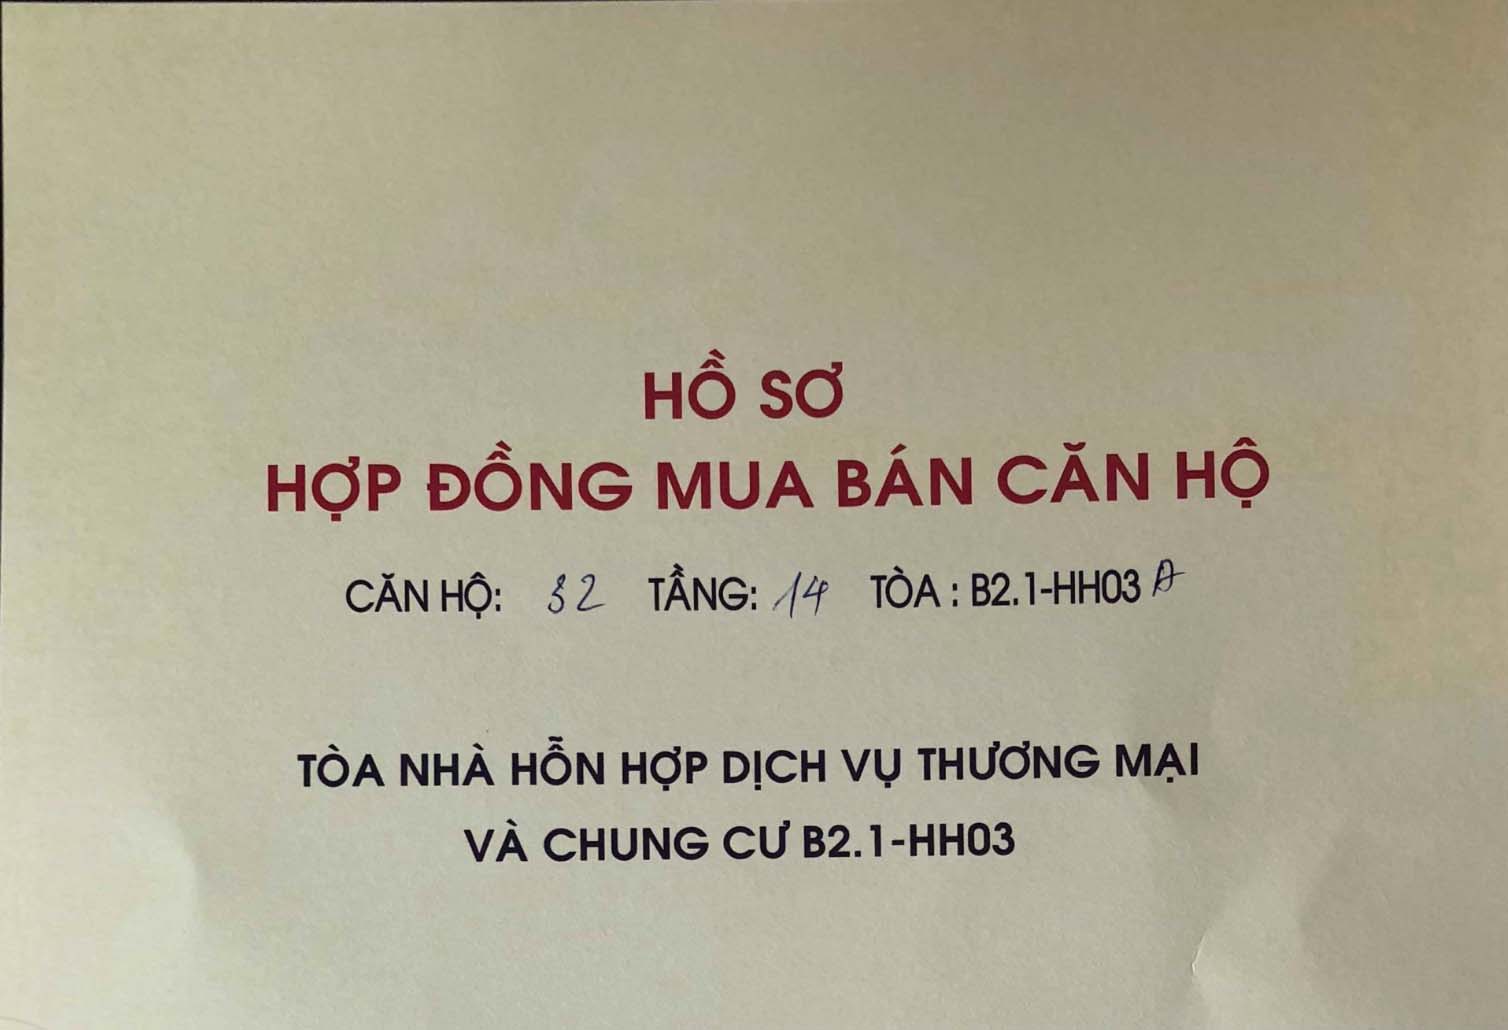 HỒ SƠ
HỢP ĐỒNG MUA BÁN CĂN HỘ
CĂN HỘ: 32 TẦNG: 14 TÒA : B2.1-HH03 A
TÒA NHÀ HỖN HỢP DỊCH VỤ THƯƠNG MẠI
VÀ CHUNG CƯ B2.1-HH03